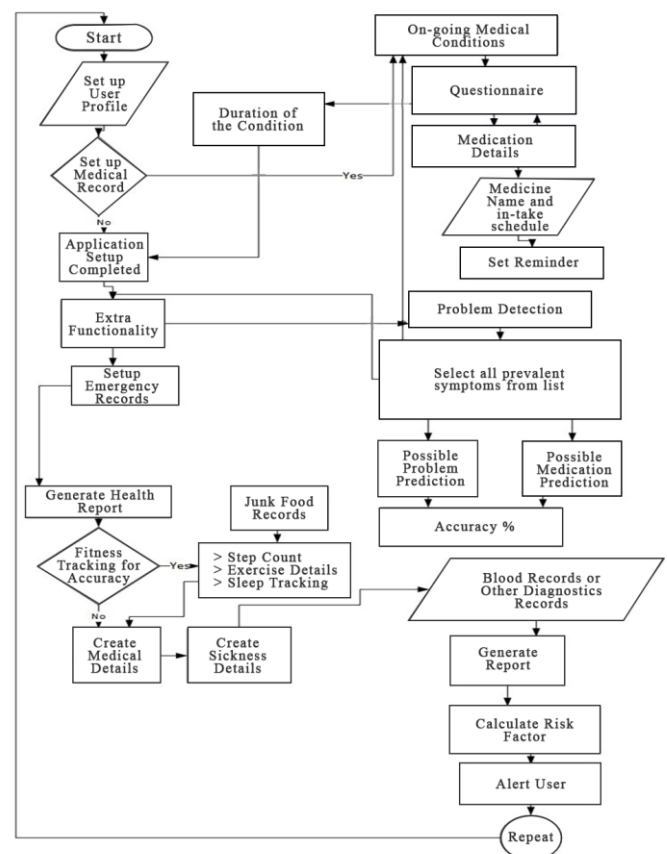 Start
Set up
User
Profile
Set up
Medical
Record
Yes
No
Application
Setup
Completed
Extra
Functionality
Setup
Emergency
Records
Generate Health
Report
Fitness
Tracking for
Accuracy
Yes
No
Junk Food
Records
> Step Count
> Exercise Details
> Sleep Tracking
Create
Medical
Details
Create
Sickness
Details
On-going Medical
Conditions
Questionnaire
Duration of
the Condition
Medication
Details
Medicine
Name and
in-take
schedule
Set Reminder
Problem Detection
Select all prevalent
symptoms from list
Possible
Problem
Prediction
Possible
Medication
Prediction
Accuracy %
Blood Records or
Other Diagnostics
Records
Generate
Report
Calculate Risk
Factor
Alert User
Repeat